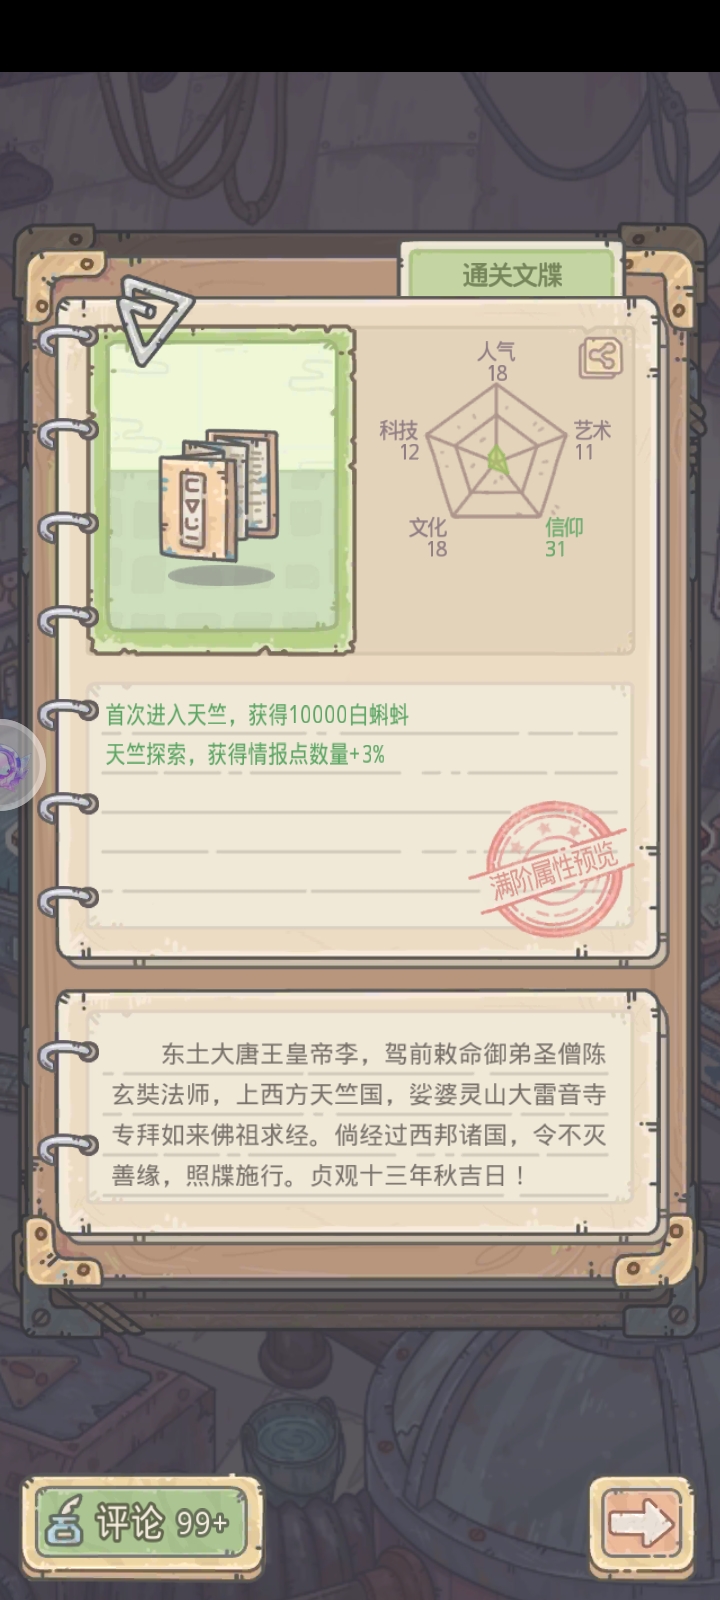 通关文牒
人气
18
科技
12
艺术
11
文化
18
信仰
31
首次进入天竺，获得10000白蝌蚪
天竺探索，获得情报点数量+3%
满阶属性预览
东土大唐王皇帝李，驾前敕命御弟圣僧陈
玄奘法师，上西方天竺国，娑婆灵山大雷音寺
专拜如来佛祖求经。倘经过西邦诸国，令不灭
善缘，照牒施行。贞观十三年秋吉日！
评论 99+